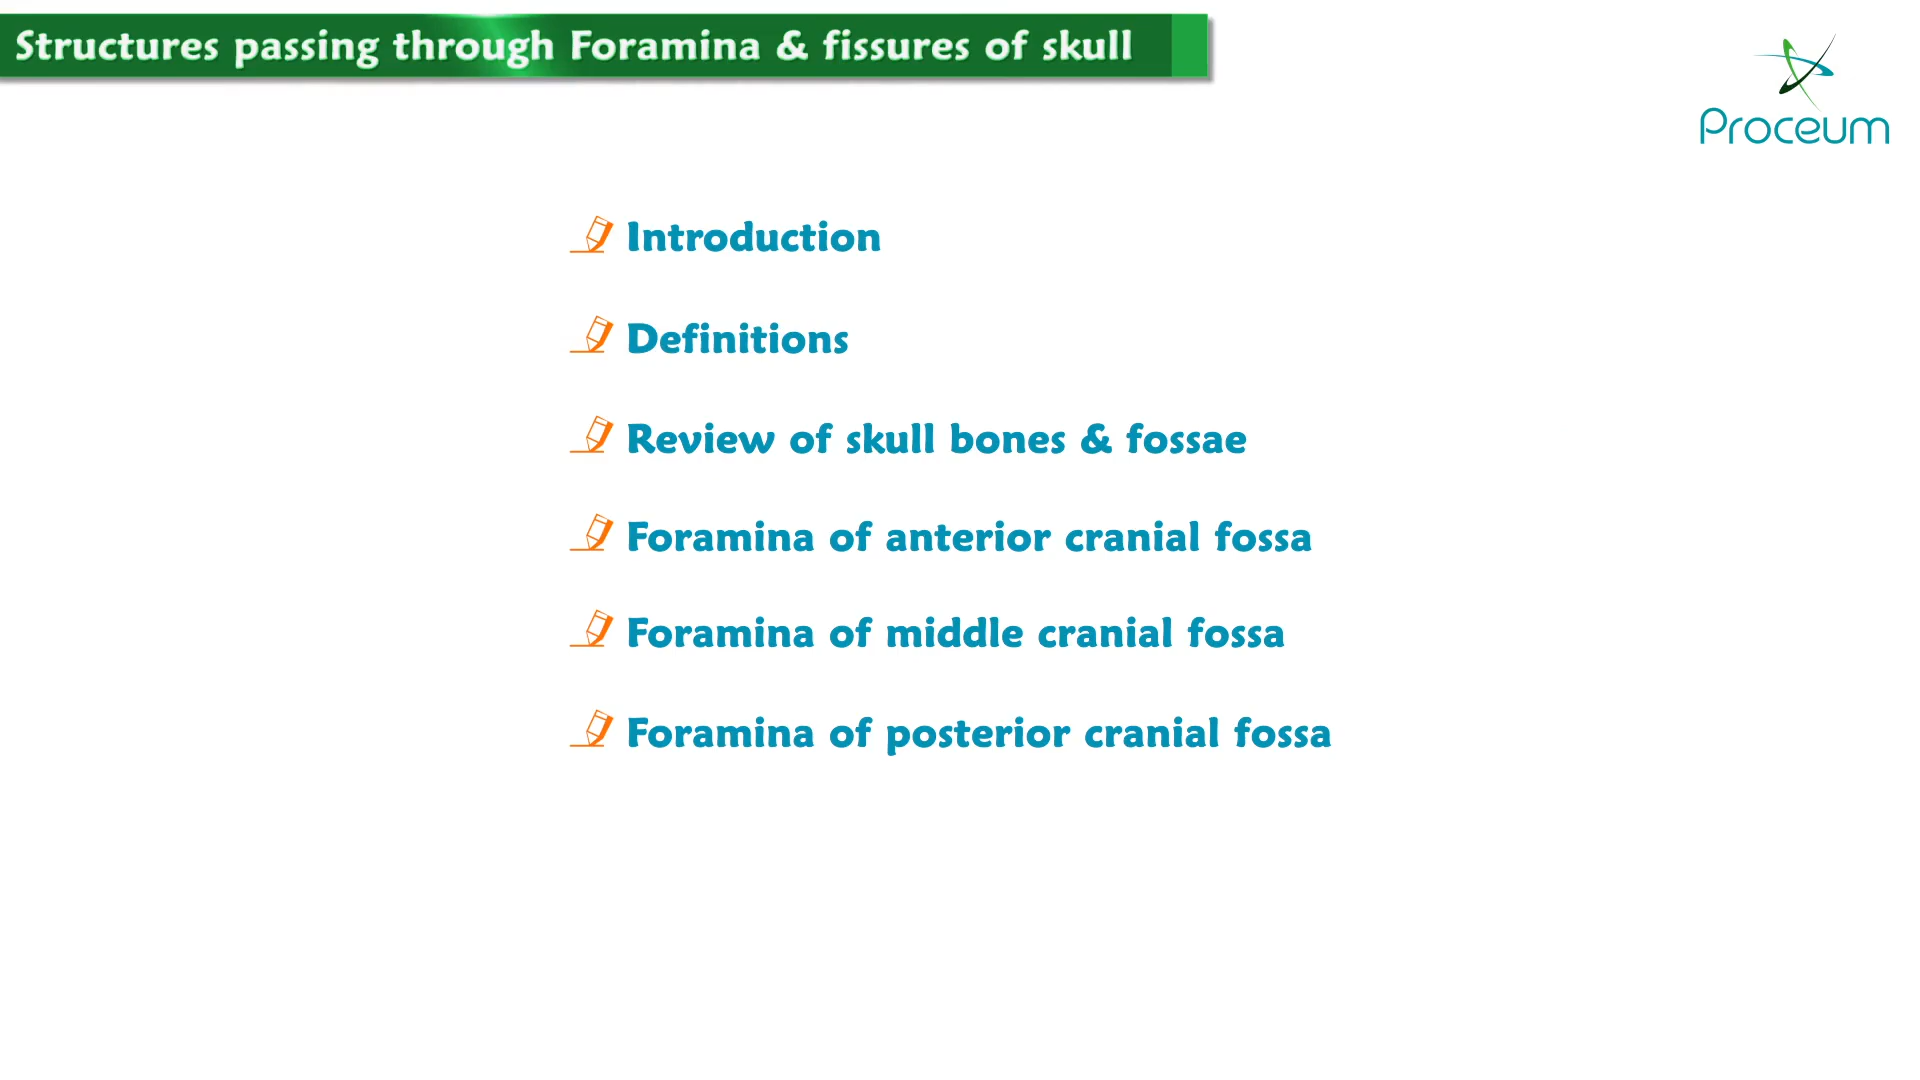 Structures passing through Foramina & fissures of skull
Proceum
Introduction
Definitions
Review of skull bones & fossae
Foramina of anterior cranial fossa
Foramina of middle cranial fossa
Foramina of posterior cranial fossa